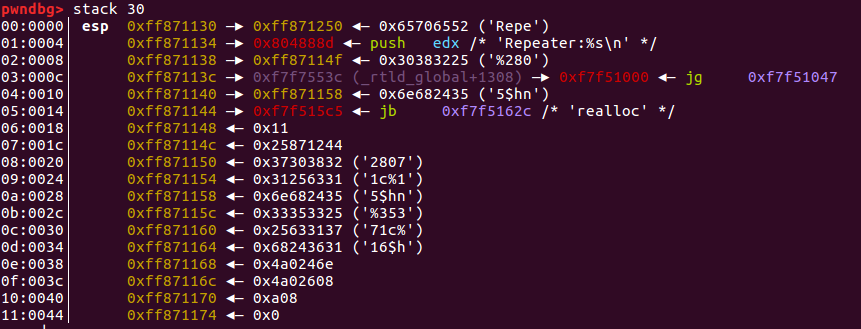 pwndbg> stack 30
00:0000│ esp 0xff871130 —▸ 0xff871250 ◂— 0x65706552 ('Repe')
01:0004│ 0xff871134 —▸ 0x804888d ◂— push edx /* 'Repeater:%s\n' */
02:0008│ 0xff871138 —▸ 0xff87114f ◂— 0x30383225 ('%280')
03:000c│ 0xff87113c —▸ 0xf7f7553c (_rtld_global+1308) —▸ 0xf7f51000 ◂— jg 0xf7f51047
04:0010│ 0xff871140 —▸ 0xff871158 ◂— 0x6e682435 ('5$hn')
05:0014│ 0xff871144 —▸ 0xf7f515c5 ◂— jb 0xf7f5162c /* 'realloc' */
06:0018│ 0xff871148 ◂— 0x11
07:001c│ 0xff87114c ◂— 0x25871244
08:0020│ 0xff871150 ◂— 0x37303832 ('2807')
09:0024│ 0xff871154 ◂— 0x31256331 ('1c%1')
0a:0028│ 0xff871158 ◂— 0x6e682435 ('5$hn')
0b:002c│ 0xff87115c ◂— 0x33353325 ('%353')
0c:0030│ 0xff871160 ◂— 0x25633137 ('71c%')
0d:0034│ 0xff871164 ◂— 0x68243631 ('16$h')
0e:0038│ 0xff871168 ◂— 0x4a0246e
0f:003c│ 0xff87116c ◂— 0x4a02608
10:0040│ 0xff871170 ◂— 0xa08
11:0044│ 0xff871174 ◂— 0x0